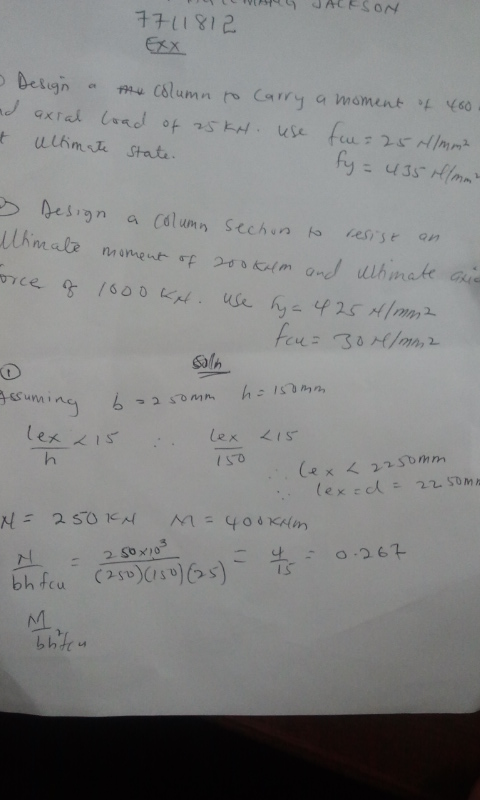 JACKSON
7711812
EXX
Design a column to carry a moment of 400
axial load of 25KN. use fcu = 25 N/mm²
Ultimate state. fy = 435 N/mm²
Design a column section to resist an
Ultimate moment of 200KNm and ultimate
force of 1000 KN. use fy = 425 N/mm²
fcu = 30 N/mm²
Soln
①
Assuming b = 250mm h = 150mm
lex/h < 15 ∴ lex/150 < 15
∴ lex < 2250mm
∵ lex = d = 2250mm
N = 250KN M = 400KNm
N/bhfcu = 250×10³/(250)(150)(25) = 4/15 = 0.267
M/bh²fcu